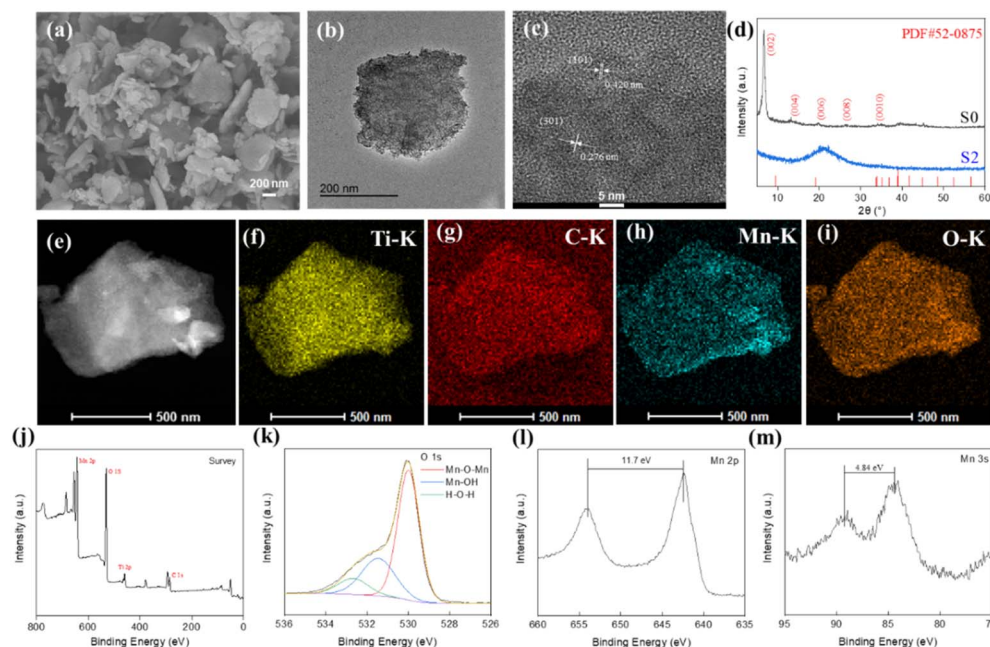 (a)
200 nm
(b)
200 nm
(c)
(101)
0.420 nm
(301)
0.276 nm
5 nm
(d)
PDF#52-0875
(002)
(004)
(006)
(008)
(0010)
S0
S2
Intensity (a.u.)
10 20 30 40 50 60
2θ (°)
(e)
500 nm
(f)
Ti-K
500 nm
(g)
C-K
500 nm
(h)
Mn-K
500 nm
(i)
O-K
500 nm
(j)
Survey
Mn 2p
O 1S
Ti 2p
C 1s
Intensity (a.u.)
800 600 400 200 0
Binding Energy (eV)
(k)
O 1s
Mn-O-Mn
Mn-OH
H-O-H
Intensity (a.u.)
536 534 532 530 528 526
Binding Energy (eV)
(l)
11.7 eV
Mn 2p
Intensity (a.u.)
660 655 650 645 640 635
Binding Energy (eV)
(m)
Mn 3s
4.84 eV
Intensity (a.u.)
95 90 85 80 75
Binding Energy (eV)